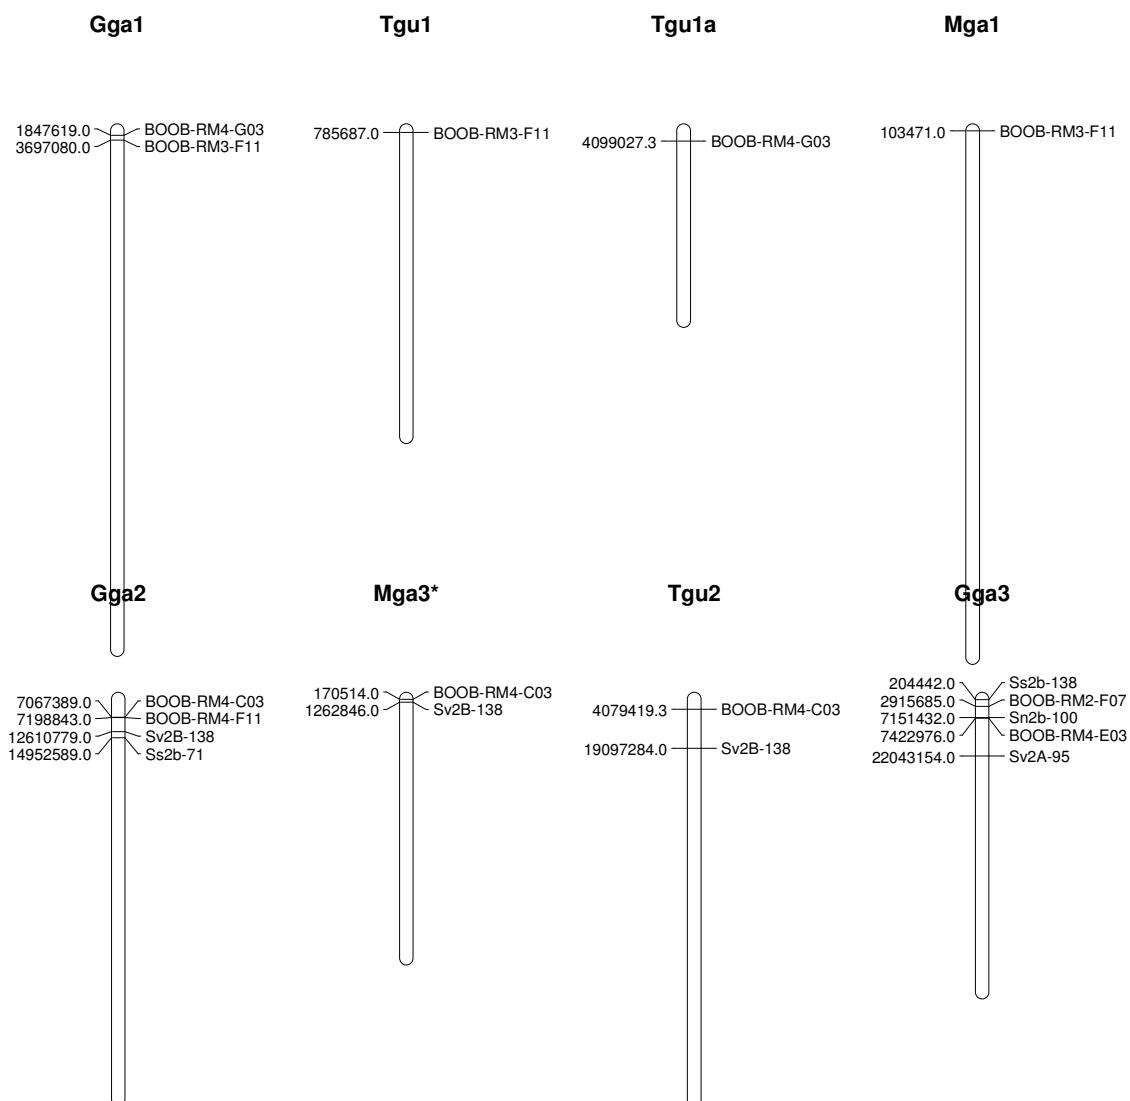 Gga1
1847619.0 BOOB-RM4-G03
3697080.0 BOOB-RM3-F11
Tgu1
785687.0 BOOB-RM3-F11
Tgu1a
4099027.3 BOOB-RM4-G03
Mga1
103471.0 BOOB-RM3-F11
Gga2
7067389.0 BOOB-RM4-C03
7198843.0 BOOB-RM4-F11
12610779.0 Sv2B-138
14952589.0 Ss2b-71
Mga3*
170514.0 BOOB-RM4-C03
1262846.0 Sv2B-138
Tgu2
4079419.3 BOOB-RM4-C03
19097284.0 Sv2B-138
Gga3
204442.0 Ss2b-138
2915685.0 BOOB-RM2-F07
7151432.0 Sn2b-100
7422976.0 BOOB-RM4-E03
22043154.0 Sv2A-95